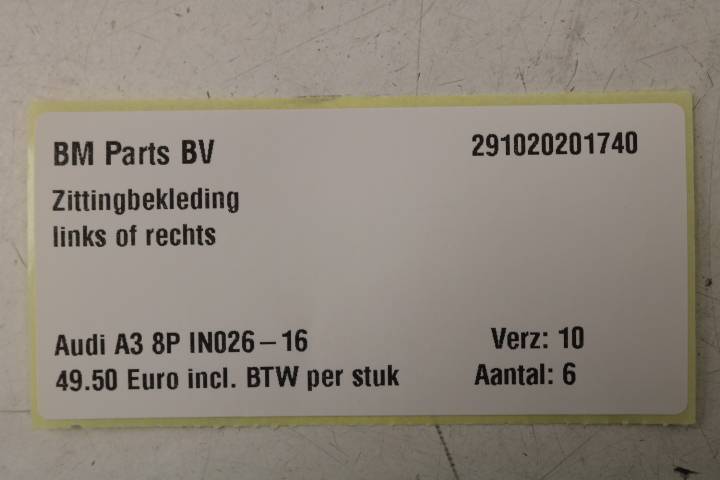 BM Parts BV 291020201740
Zittingbekleding
links of rechts
Audi A3 8P IN026-16 Verz: 10
49.50 Euro incl. BTW per stuk Aantal: 6